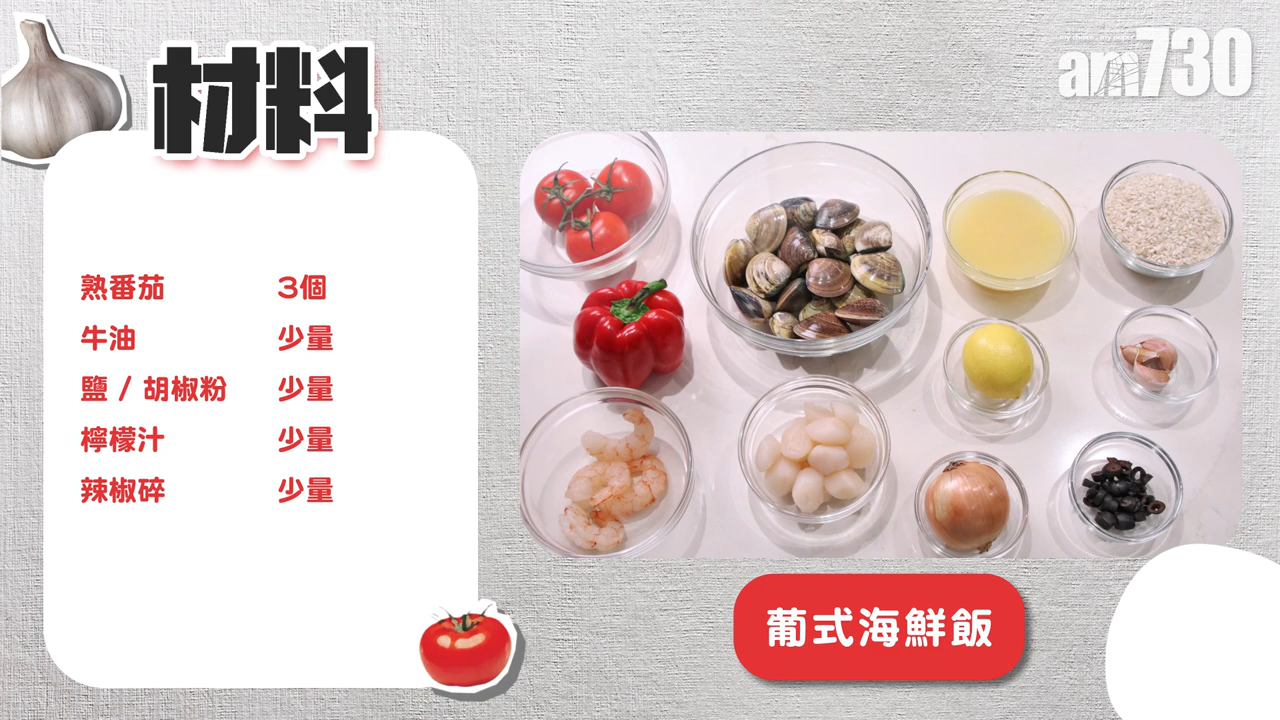 材料
am730
熟番茄 3個
牛油 少量
鹽 / 胡椒粉 少量
檸檬汁 少量
辣椒碎 少量
葡式海鮮飯